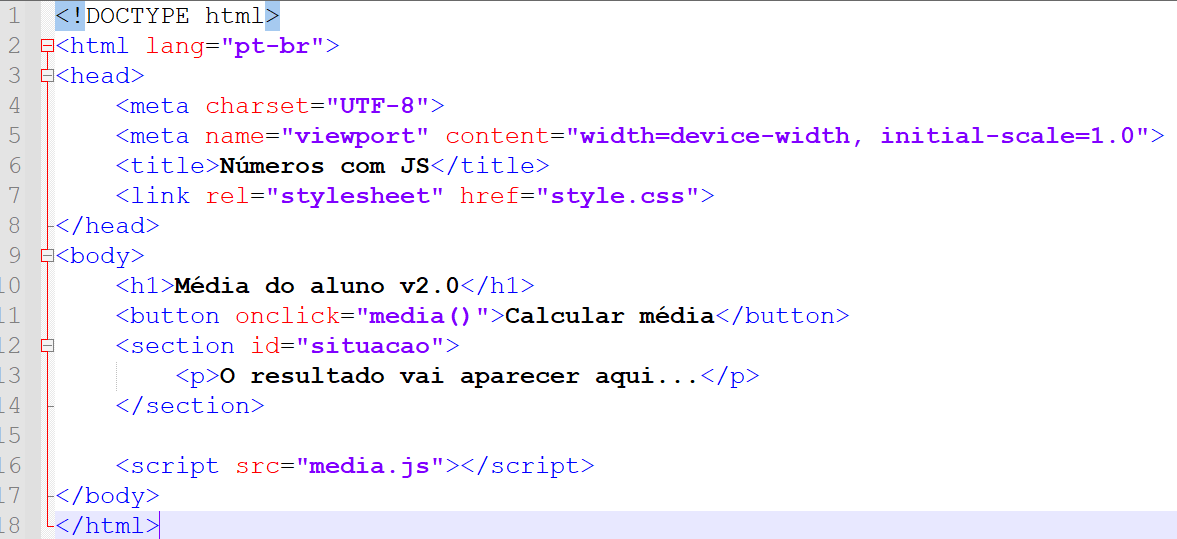 1 <!DOCTYPE html>
2 <html lang="pt-br">
3 <head>
4     <meta charset="UTF-8">
5     <meta name="viewport" content="width=device-width, initial-scale=1.0">
6     <title>Números com JS</title>
7     <link rel="stylesheet" href="style.css">
8 </head>
9 <body>
10     <h1>Média do aluno v2.0</h1>
11     <button onclick="media()">Calcular média</button>
12     <section id="situacao">
13         <p>O resultado vai aparecer aqui...</p>
14     </section>
15
16     <script src="media.js"></script>
17 </body>
18 </html>